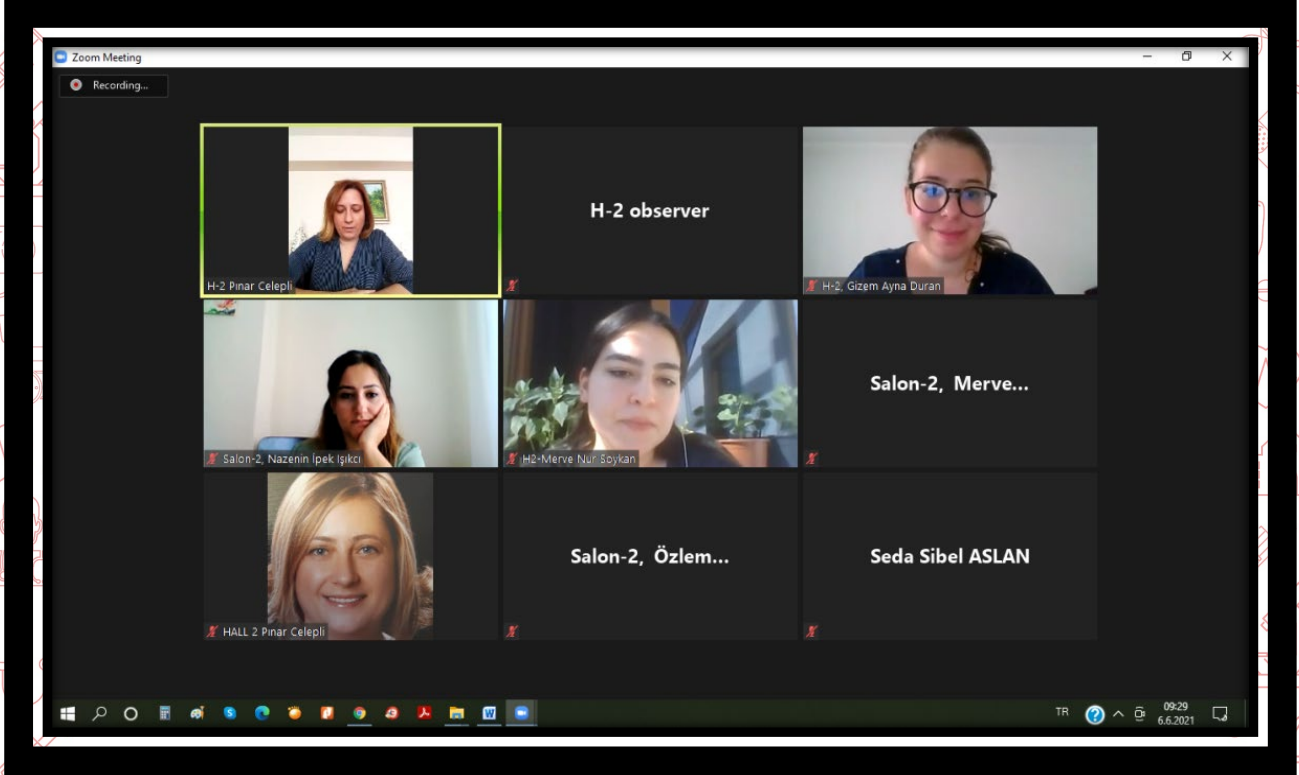 Zoom Meeting
Recording...
H-2 Pınar Celepli
H-2 observer
H-2, Gizem Ayna Duran
Salon-2, Nazenin İpek Işıkcı
H2-Merve Nur Soykan
Salon-2, Merve...
HALL 2 Pınar Celepli
Salon-2, Özlem...
Seda Sibel ASLAN
TR
09:29
6.6.2021